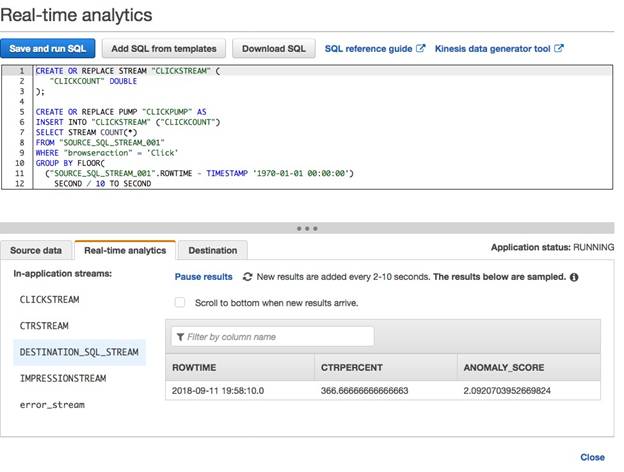 Real-time analytics
Save and run SQL
Add SQL from templates
Download SQL
SQL reference guide
Kinesis data generator tool
1 CREATE OR REPLACE STREAM "CLICKSTREAM" (
2 "CLICKCOUNT" DOUBLE
3 );
4
5 CREATE OR REPLACE PUMP "CLICKPUMP" AS
6 INSERT INTO "CLICKSTREAM" ("CLICKCOUNT")
7 SELECT STREAM COUNT(*)
8 FROM "SOURCE_SQL_STREAM_001"
9 WHERE "browseraction" = 'Click'
10 GROUP BY FLOOR(
11 ("SOURCE_SQL_STREAM_001".ROWTIME - TIMESTAMP '1970-01-01 00:00:00')
12 SECOND / 10 TO SECOND
Source data
Real-time analytics
Destination
Application status: RUNNING
In-application streams:
CLICKSTREAM
CTRSTREAM
DESTINATION_SQL_STREAM
IMPRESSIONSTREAM
error_stream
Pause results
New results are added every 2-10 seconds. The results below are sampled.
Scroll to bottom when new results arrive.
Filter by column name
ROWTIME CTRPERCENT ANOMALY_SCORE
2018-09-11 19:58:10.0 366.66666666666663 2.0920703952669824
Close